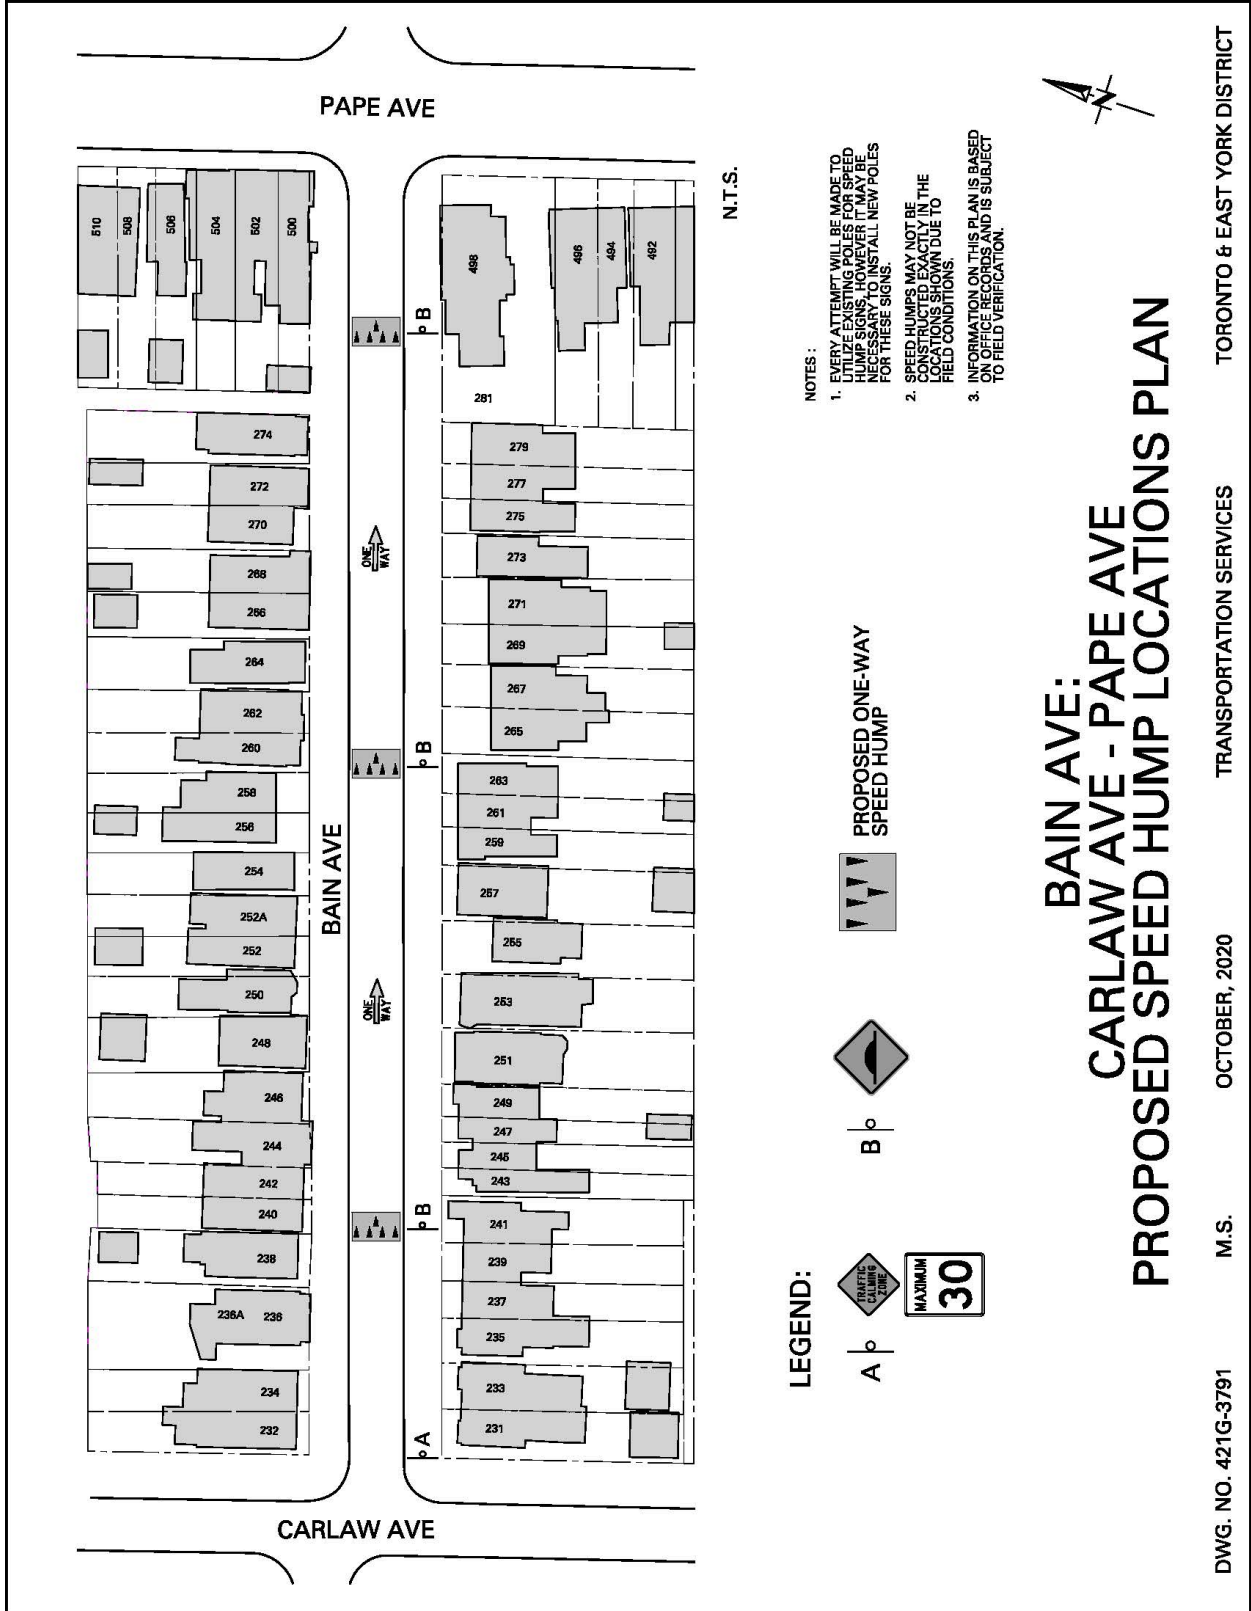 PAPE AVE
510
508
506
504
502
500
498
496
494
492
B
281
274
272
270
268
266
264
262
260
258
256
254
252A
252
250
248
246
244
242
240
238
236A
236
234
232
ONE
WAY
BAIN AVE
ONE
WAY
B
B
A
279
277
275
273
271
269
267
265
263
261
259
257
255
253
251
249
247
245
243
241
239
237
235
233
231
CARLAW AVE
N.T.S.
NOTES :
1. EVERY ATTEMPT WILL BE MADE TO
UTILIZE EXISTING POLES FOR SPEED
HUMP SIGNS, HOWEVER IT MAY BE
NECESSARY TO INSTALL NEW POLES
FOR THESE SIGNS.
2. SPEED HUMPS MAY NOT BE
CONSTRUCTED EXACTLY IN THE
LOCATIONS SHOWN DUE TO
FIELD CONDITIONS.
3. INFORMATION ON THIS PLAN IS BASED
ON OFFICE RECORDS AND IS SUBJECT
TO FIELD VERIFICATION.
N
LEGEND:
A
TRAFFIC
CALMING
ZONE
MAXIMUM
30
B
PROPOSED ONE-WAY
SPEED HUMP
BAIN AVE:
CARLAW AVE - PAPE AVE
PROPOSED SPEED HUMP LOCATIONS PLAN
DWG. NO. 421G-3791
M.S.
OCTOBER, 2020
TRANSPORTATION SERVICES
TORONTO & EAST YORK DISTRICT